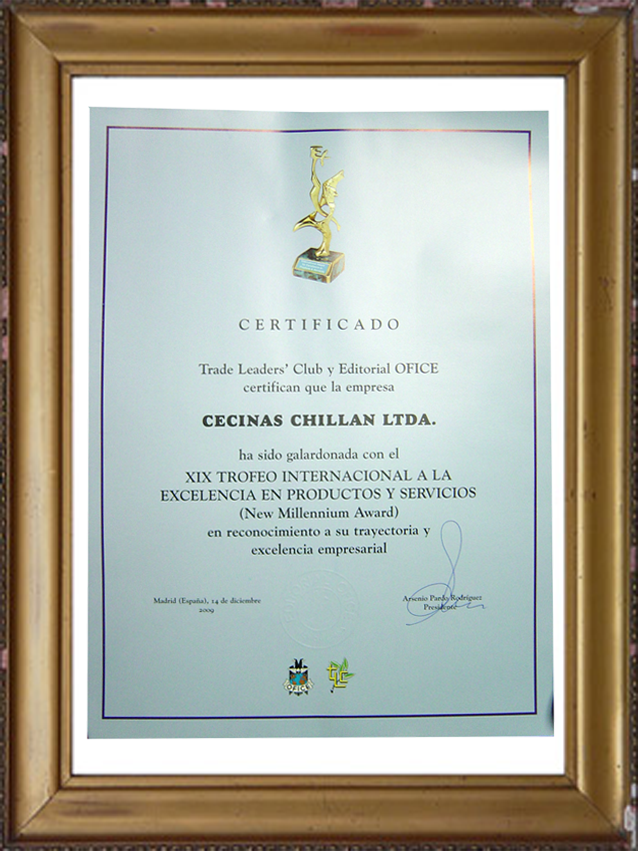 CERTIFICADO
Trade Leaders' Club y Editorial OFICE
certifican que la empresa
CECINAS CHILLAN LTDA.
ha sido galardonada con el
XIX TROFEO INTERNACIONAL A LA
EXCELENCIA EN PRODUCTOS Y SERVICIOS
(New Millennium Award)
en reconocimiento a su trayectoria y
excelencia empresarial
Madrid (España), 14 de diciembre
2009
Arsenio Pardo Rodríguez
Presidente
OFICE
TLC